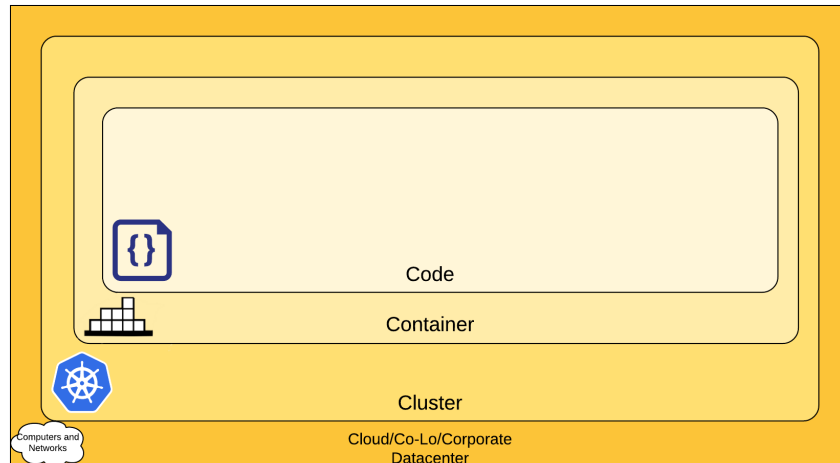 {}
Code
Container
Cluster
Computers and
Networks
Cloud/Co-Lo/Corporate
Datacenter